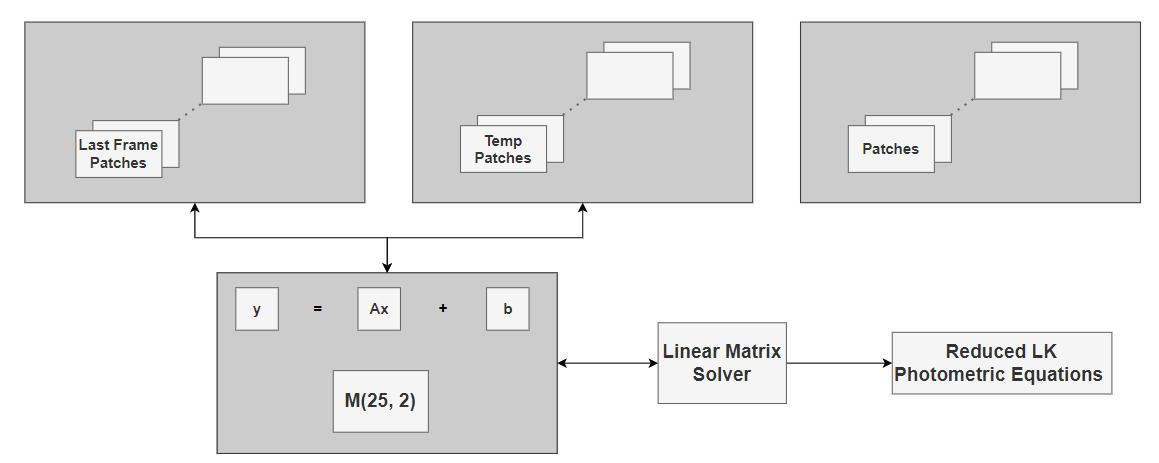 Last Frame
Patches
Temp
Patches
Patches
y = Ax + b
M(25, 2)
Linear Matrix
Solver
Reduced LK
Photometric Equations